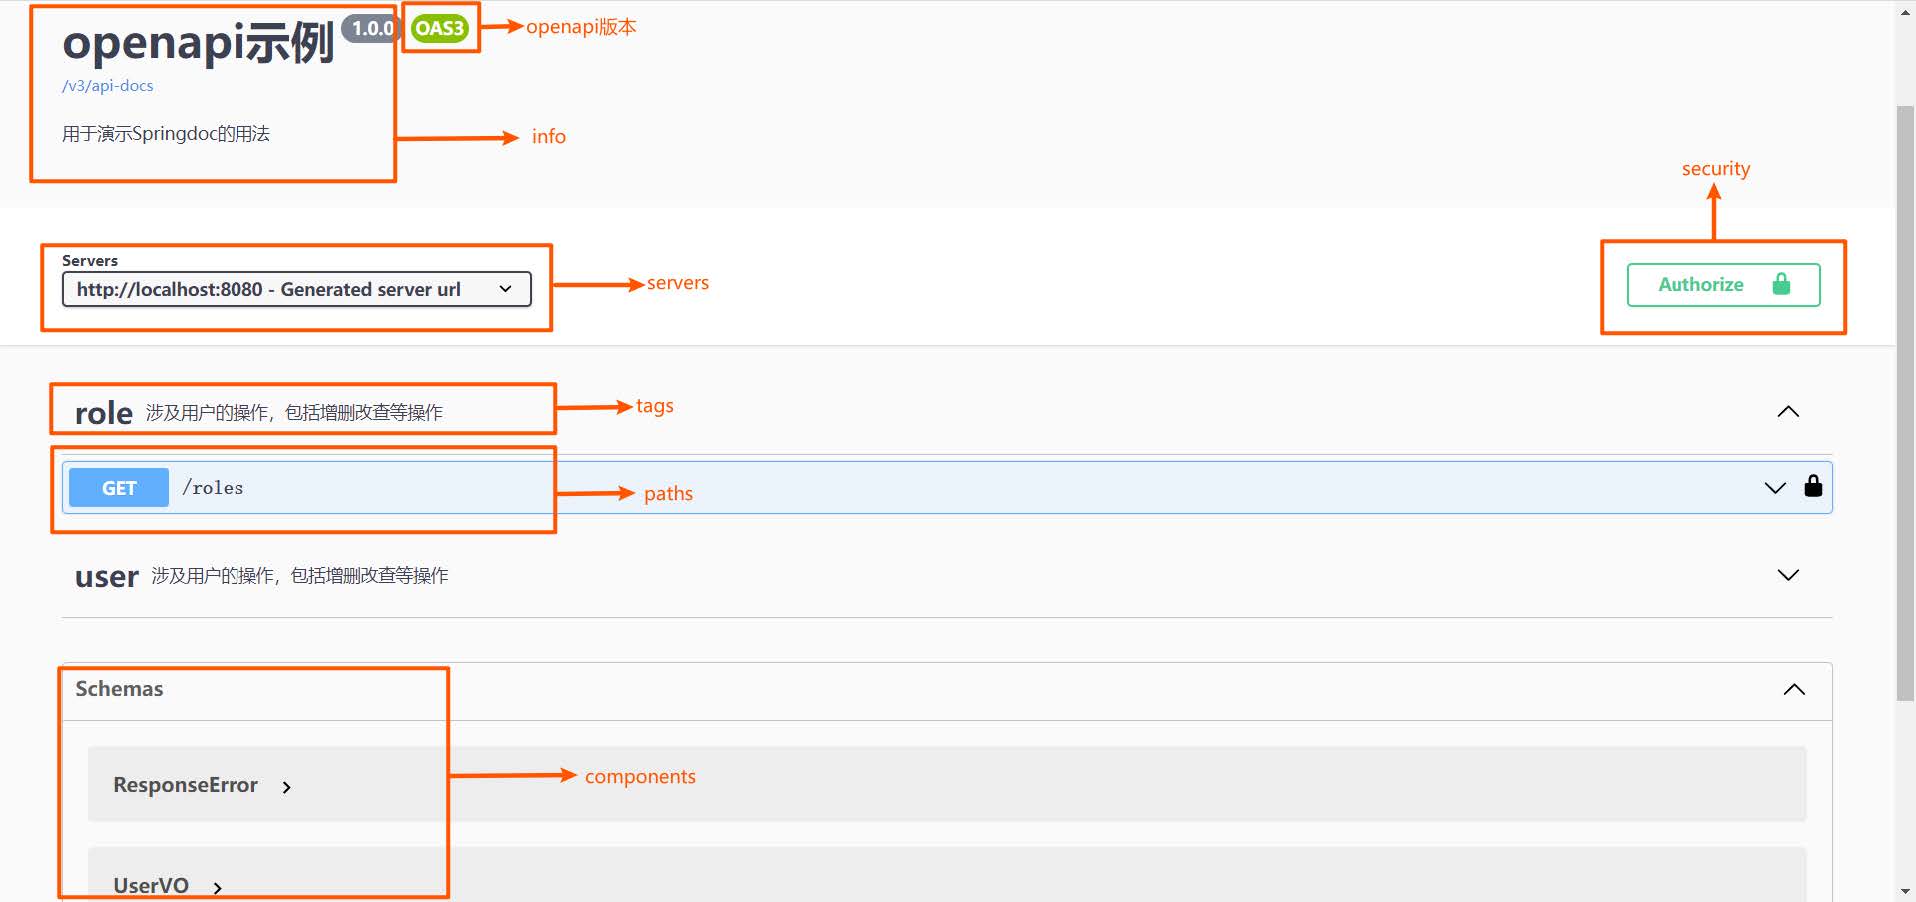 openapi示例 1.0.0 OAS3 openapi版本
/v3/api-docs
用于演示Springdoc的用法 info
security
Servers
http://localhost:8080 - Generated server url servers
Authorize
role 涉及用户的操作，包括增删改查等操作 tags
GET /roles paths
user 涉及用户的操作，包括增删改查等操作
Schemas
ResponseError components
UserVO